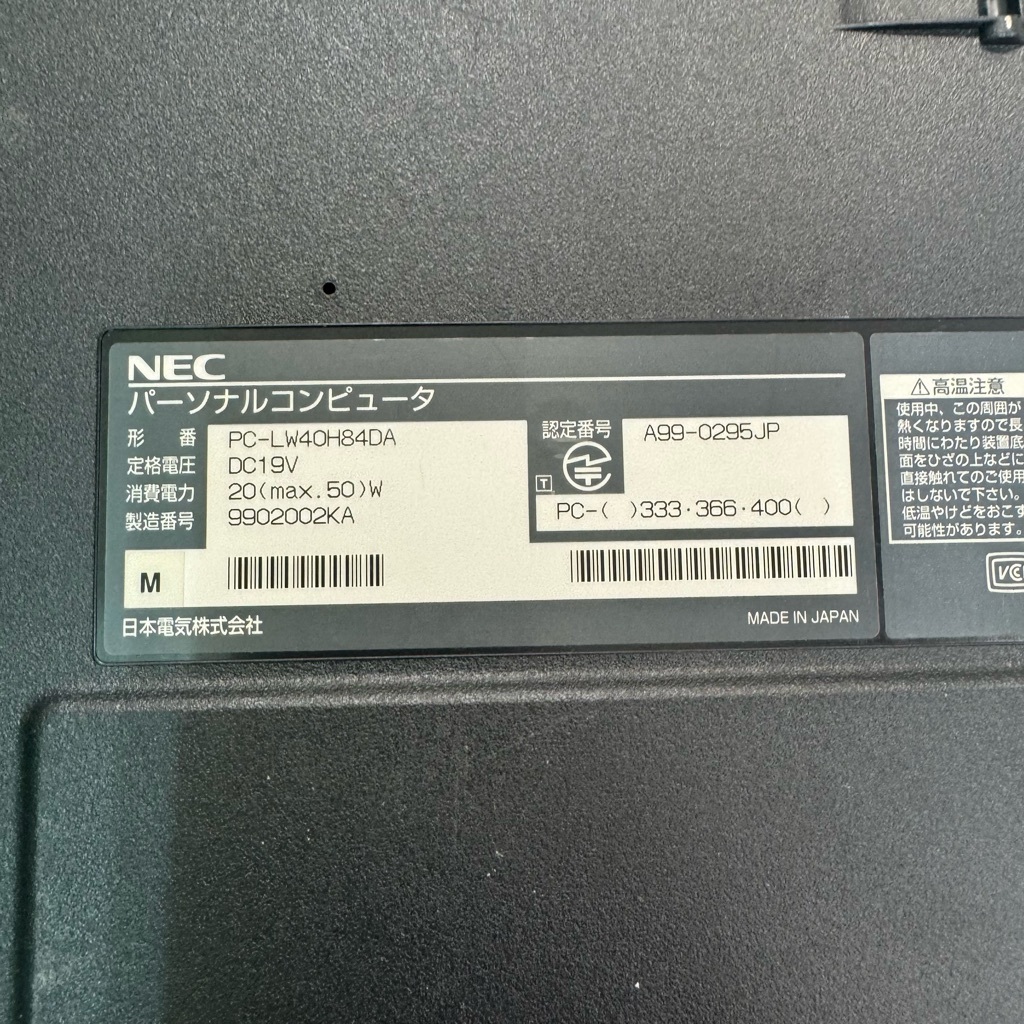 NEC
パーソナルコンピュータ
形 番 PC-LW40H84DA
定格電圧 DC19V
消費電力 20(max.50)W
製造番号 9902002KA
認定番号 A99-0295JP
T
PC-( )333・366・400( )
M
日本電気株式会社
MADE IN JAPAN
⚠高温注意
使用中、この周囲が
熱くなりますので長
時間にわたり装置底
面をひざの上などに
直接触れてのご使用
はしないで下さい。
低温やけどをおこす
可能性があります。